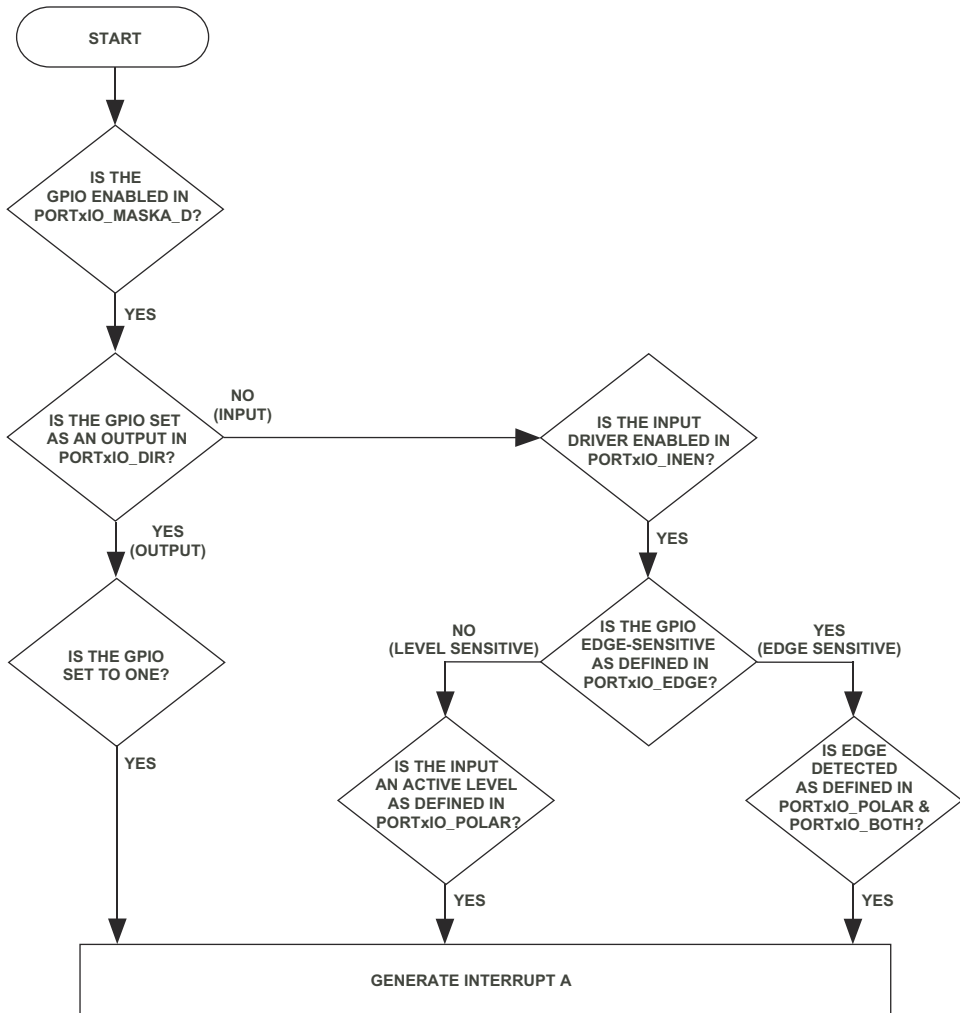 START
IS THE
GPIO ENABLED IN
PORTxIO_MASKA_D?
YES
IS THE GPIO SET
AS AN OUTPUT IN
PORTxIO_DIR?
NO
(INPUT)
IS THE INPUT
DRIVER ENABLED IN
PORTxIO_INEN?
YES
(OUTPUT)
YES
IS THE GPIO
SET TO ONE?
NO
(LEVEL SENSITIVE)
IS THE GPIO
EDGE-SENSITIVE
AS DEFINED IN
PORTxIO_EDGE?
YES
(EDGE SENSITIVE)
YES
IS THE INPUT
AN ACTIVE LEVEL
AS DEFINED IN
PORTxIO_POLAR?
IS EDGE
DETECTED
AS DEFINED IN
PORTxIO_POLAR &
PORTxIO_BOTH?
YES
YES
GENERATE INTERRUPT A